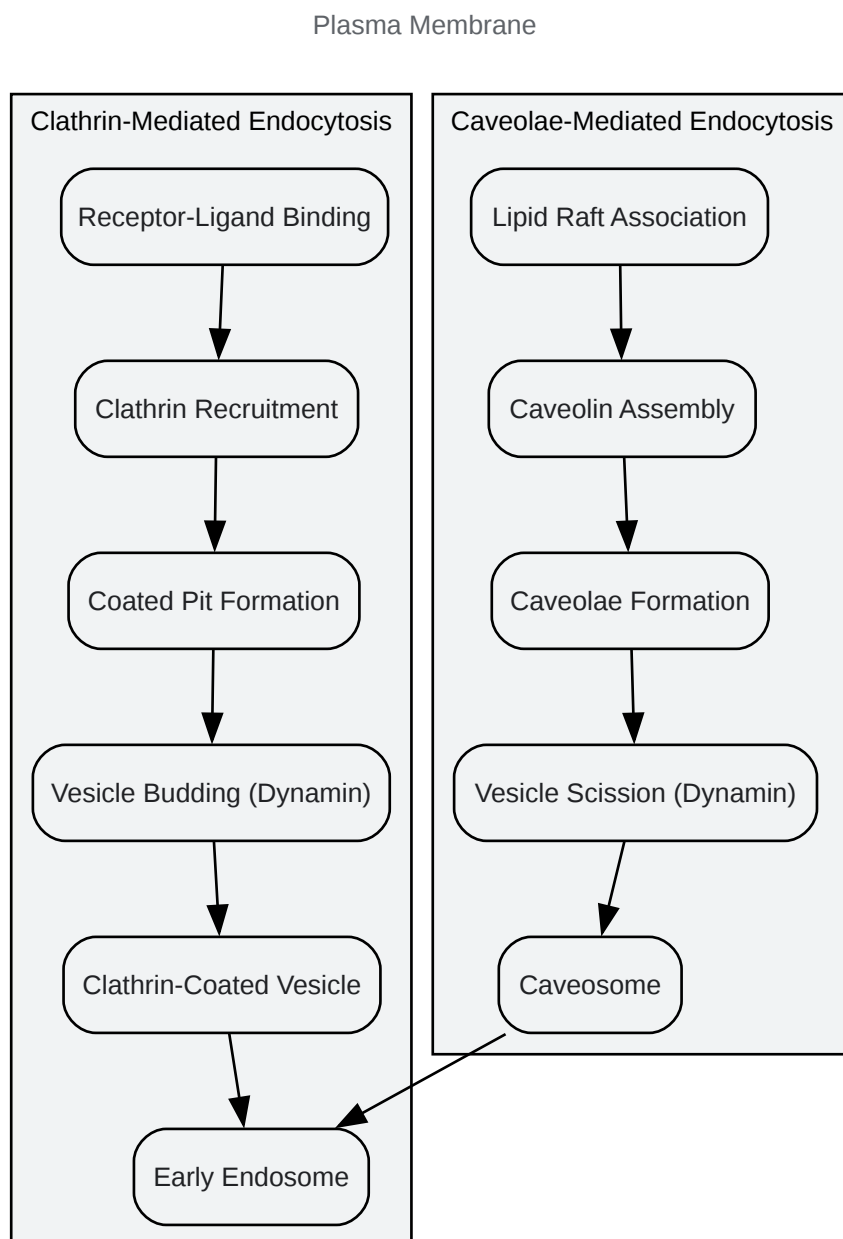 Plasma Membrane
Clathrin-Mediated Endocytosis
Receptor-Ligand Binding
Clathrin Recruitment
Coated Pit Formation
Vesicle Budding (Dynamin)
Clathrin-Coated Vesicle
Early Endosome
Caveolae-Mediated Endocytosis
Lipid Raft Association
Caveolin Assembly
Caveolae Formation
Vesicle Scission (Dynamin)
Caveosome